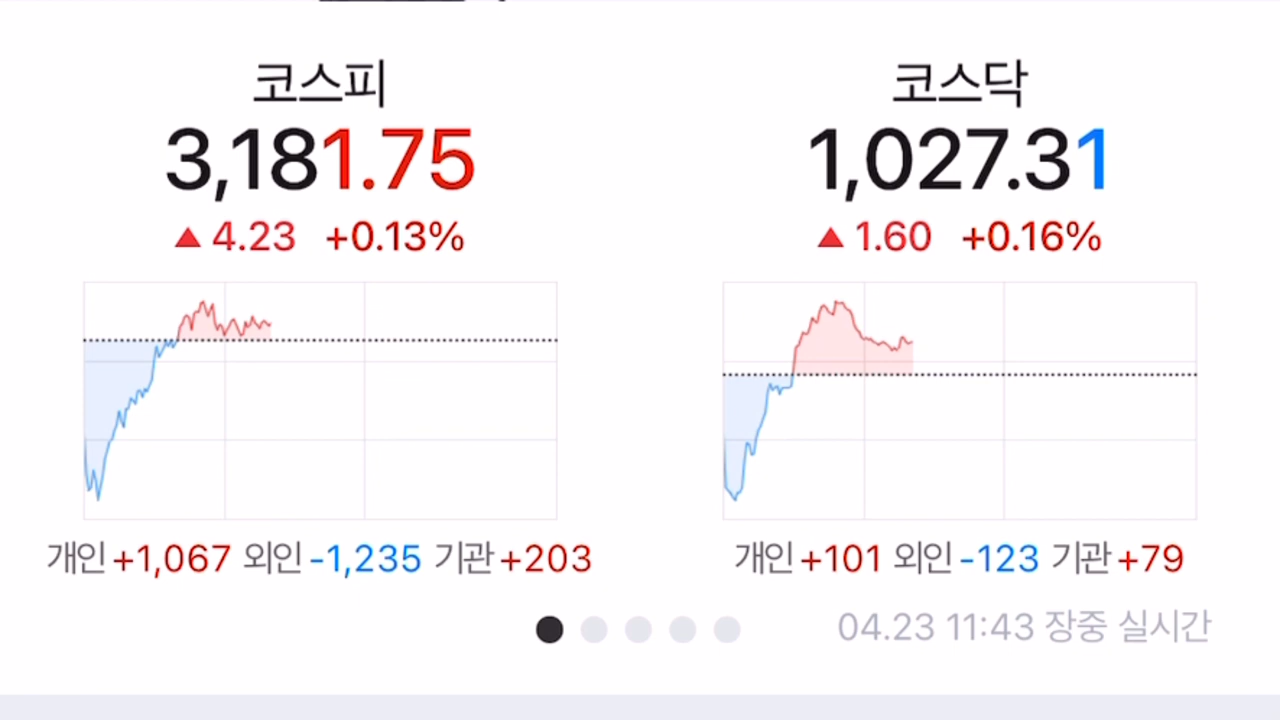 코스피
3,181.75
▲ 4.23 +0.13%
개인 +1,067 외인 -1,235 기관 +203
코스닥
1,027.31
▲ 1.60 +0.16%
개인 +101 외인 -123 기관 +79
04.23 11:43 장중 실시간